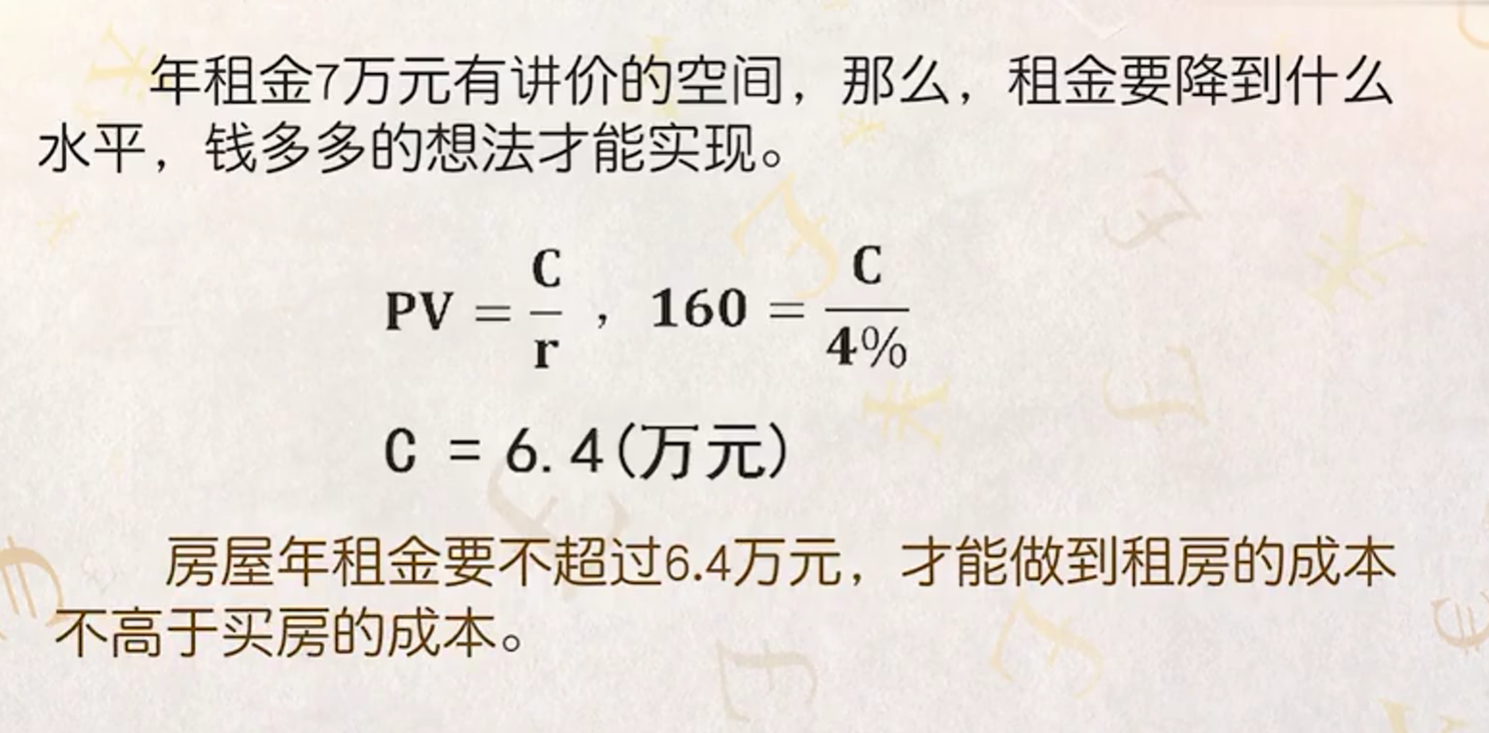 年租金7万元有讲价的空间，那么，租金要降到什么
水平，钱多多的想法才能实现。
PV = C/r ， 160 = C/4%
C = 6.4(万元)
房屋年租金要不超过6.4万元，才能做到租房的成本
不高于买房的成本。